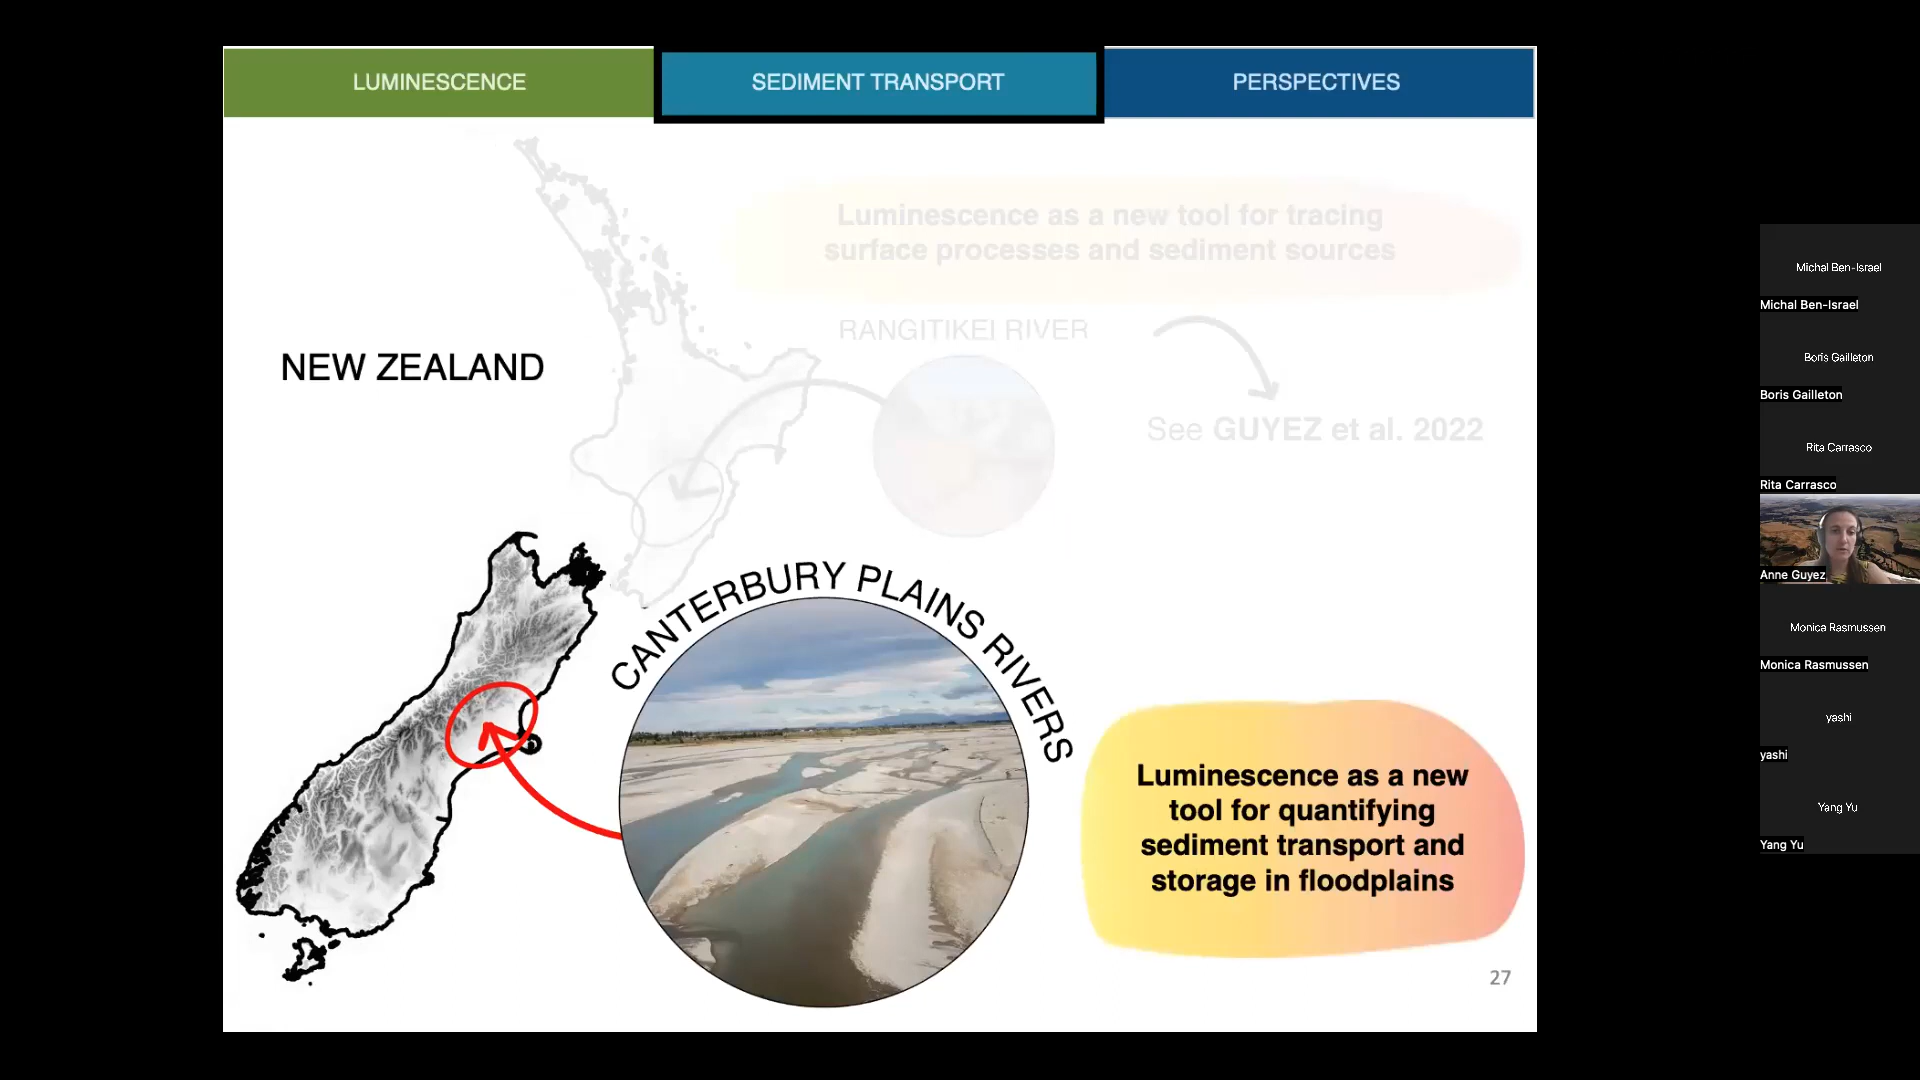 LUMINESCENCE
SEDIMENT TRANSPORT
PERSPECTIVES
Luminescence as a new tool for tracing
surface processes and sediment sources
RANGITIKEI RIVER
NEW ZEALAND
See GUYEZ et al. 2022
CANTERBURY PLAINS RIVERS
Luminescence as a new
tool for quantifying
sediment transport and
storage in floodplains
27
Michal Ben-Israel
Michal Ben-Israel
Boris Gailleton
Boris Gailleton
Rita Carrasco
Rita Carrasco
Anne Guyez
Monica Rasmussen
Monica Rasmussen
yashi
yashi
Yang Yu
Yang Yu